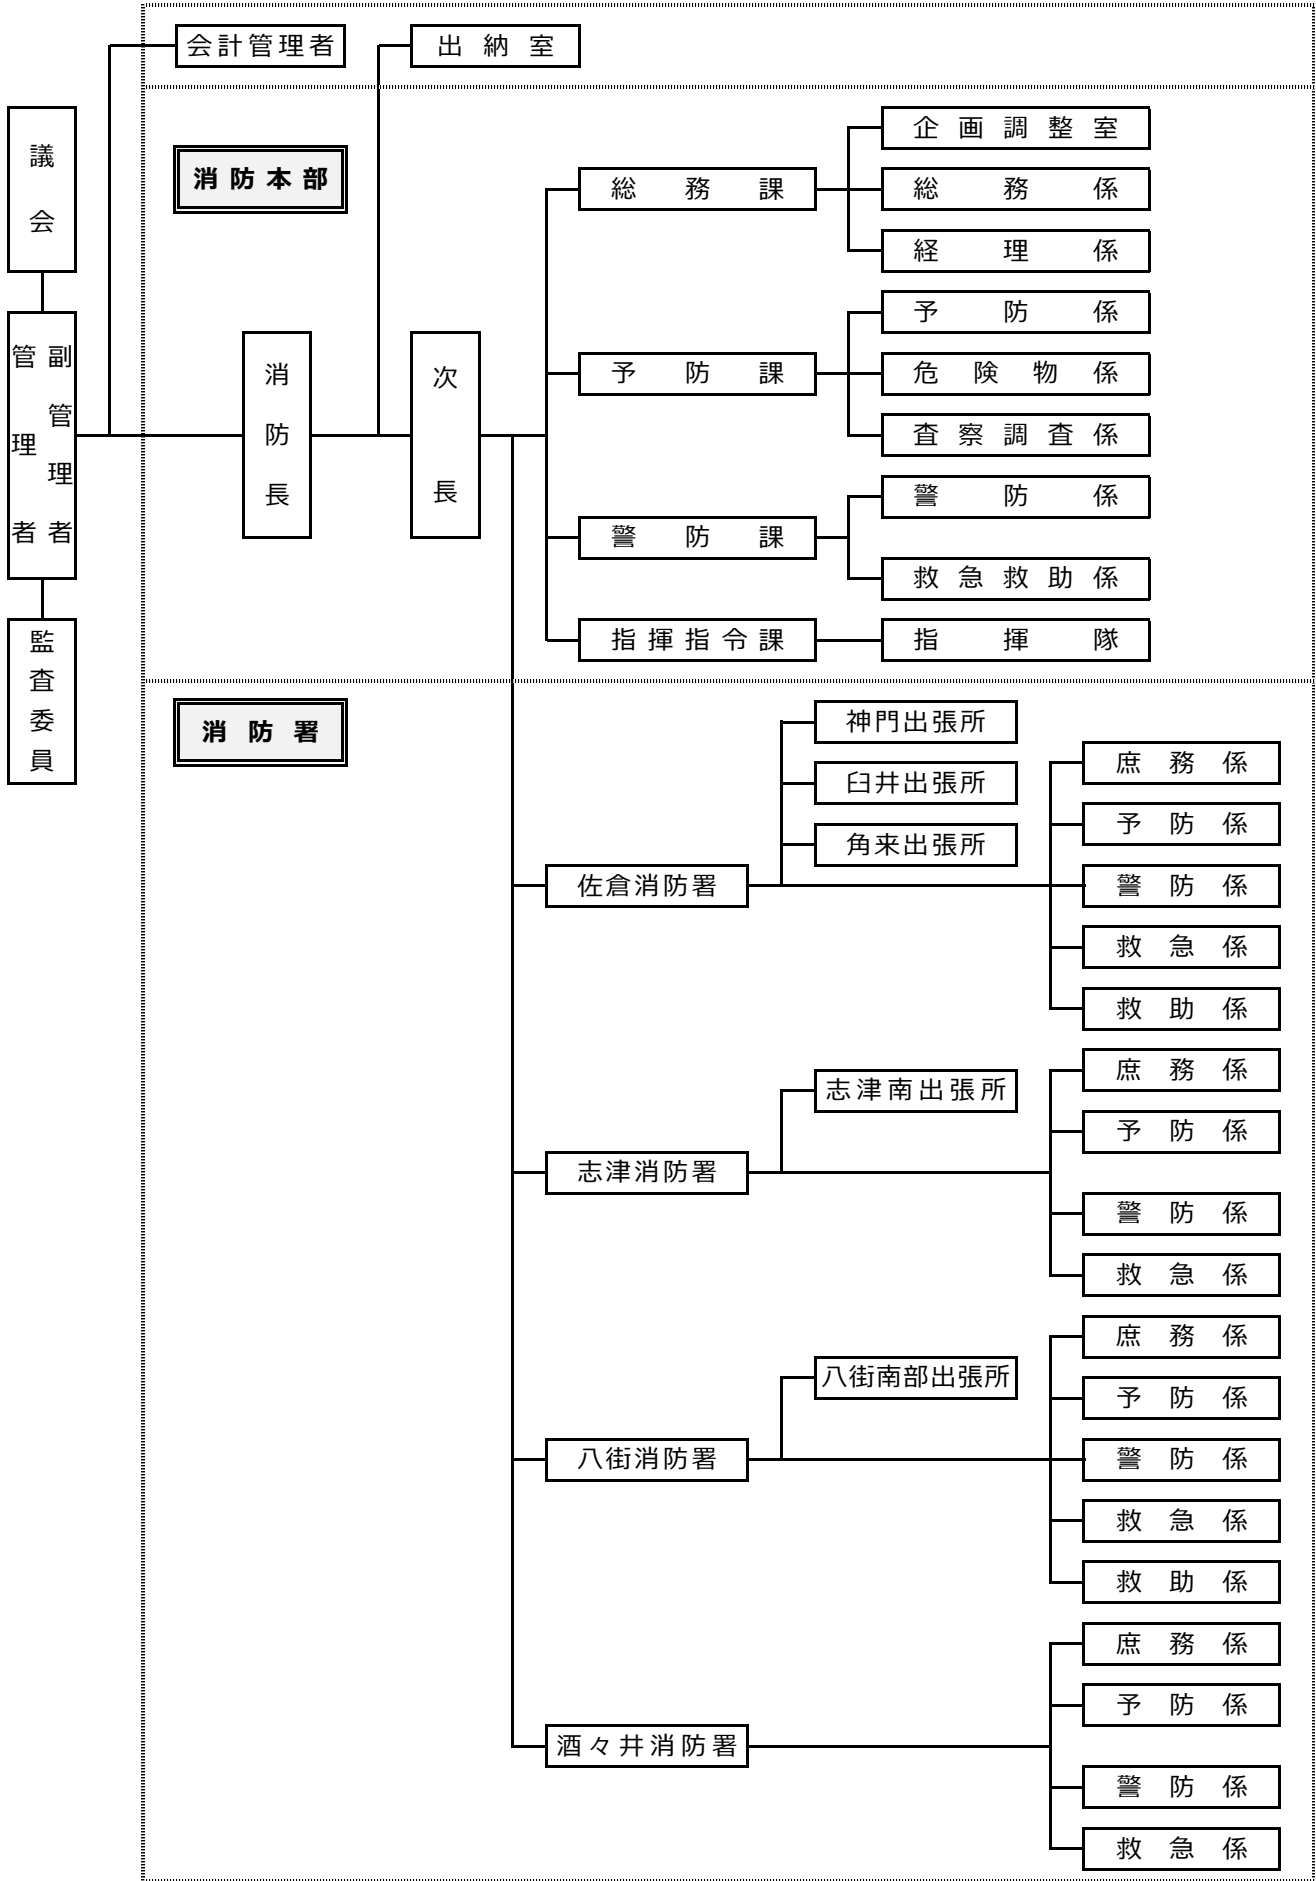 会計管理者
出納室
議会
管理者
副管理者
監査委員
消防本部
消防長
次長
総務課
企画調整室
総務係
経理係
予防課
予防係
危険物係
査察調査係
警防課
警防係
救急救助係
指揮指令課
指揮隊
消防署
佐倉消防署
神門出張所
臼井出張所
角来出張所
庶務係
予防係
警防係
救急係
救助係
志津消防署
志津南出張所
庶務係
予防係
警防係
救急係
八街消防署
八街南部出張所
庶務係
予防係
警防係
救急係
救助係
酒々井消防署
庶務係
予防係
警防係
救急係